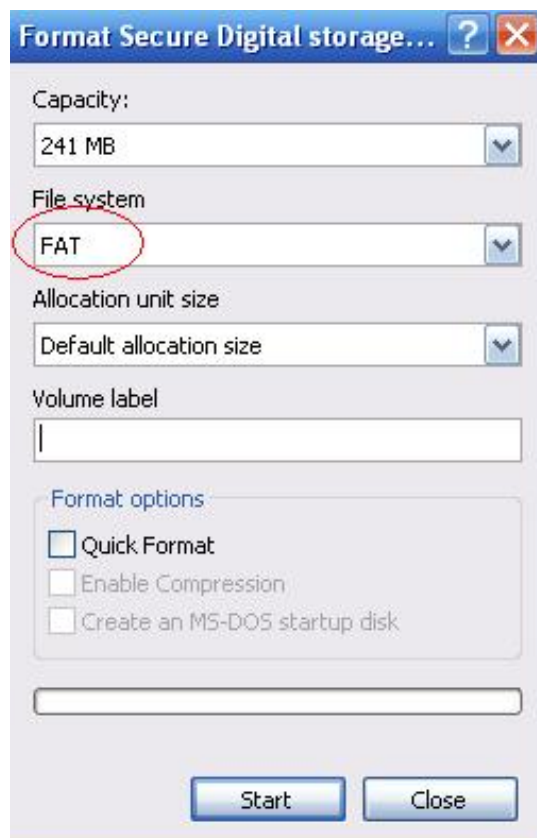 Format Secure Digital storage...
Capacity:
241 MB
File system
FAT
Allocation unit size
Default allocation size
Volume label
Format options
Quick Format
Enable Compression
Create an MS-DOS startup disk
Start
Close